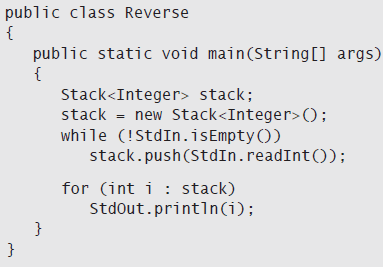 public class Reverse
{
public static void main(String[] args)
{
Stack<Integer> stack;
stack = new Stack<Integer>();
while (!StdIn.isEmpty())
stack.push(StdIn.readInt());
for (int i : stack)
StdOut.println(i);
}
}